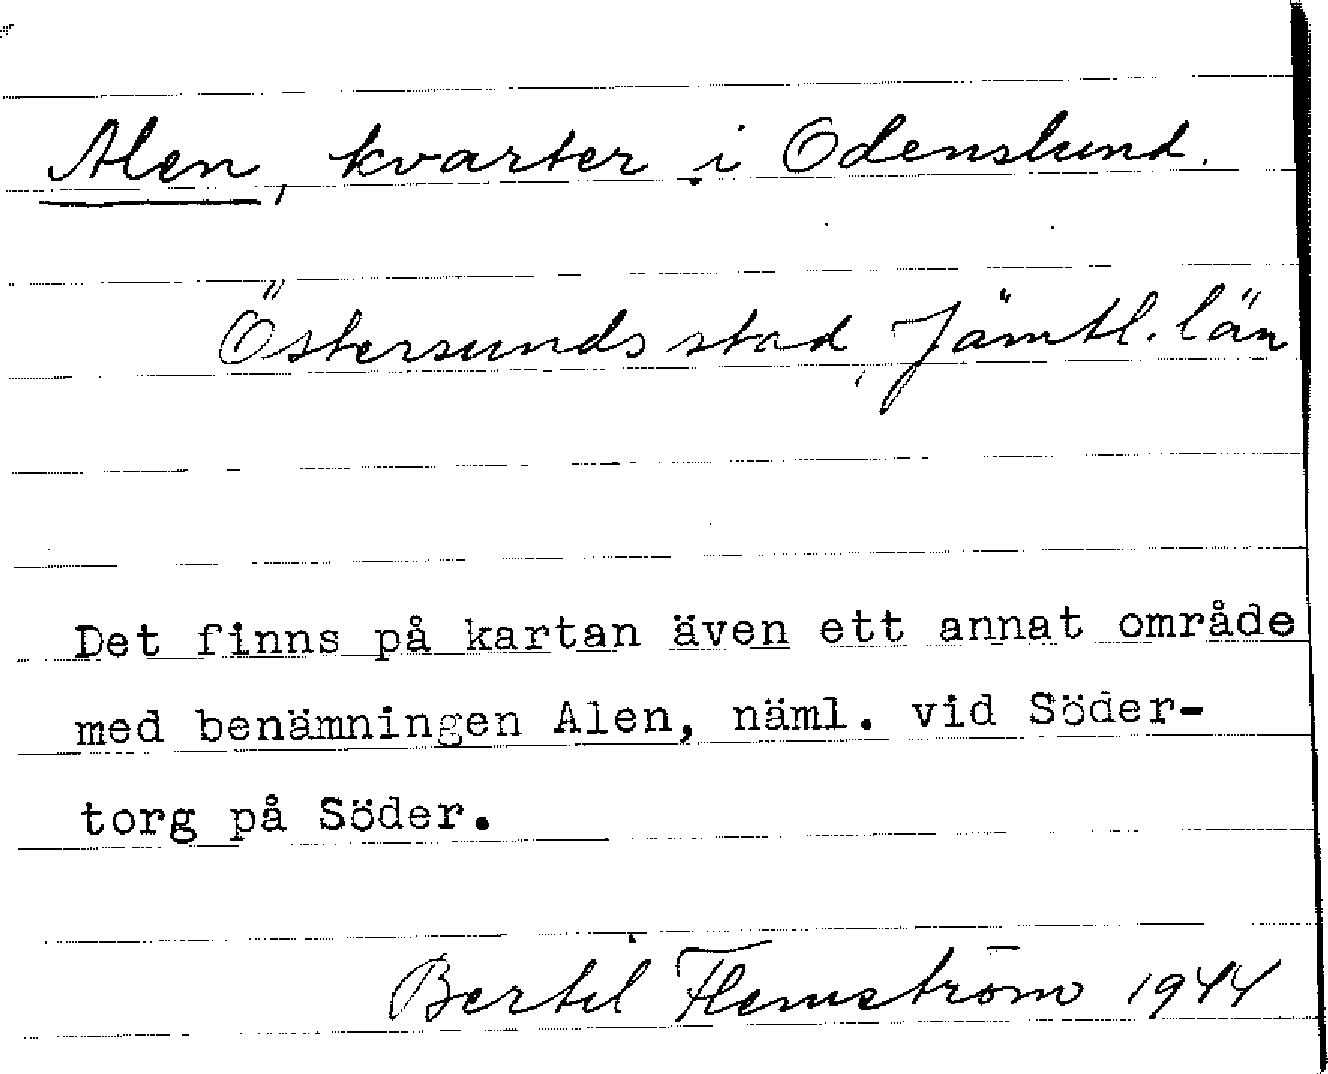 Alen, kvarter i Odenslund.
Östersunds stad, Jämtl. län
Det finns på kartan även ett annat område
med benämningen Alen, näml. vid Söder-
torg på Söder.
Bertil Flemström 1944